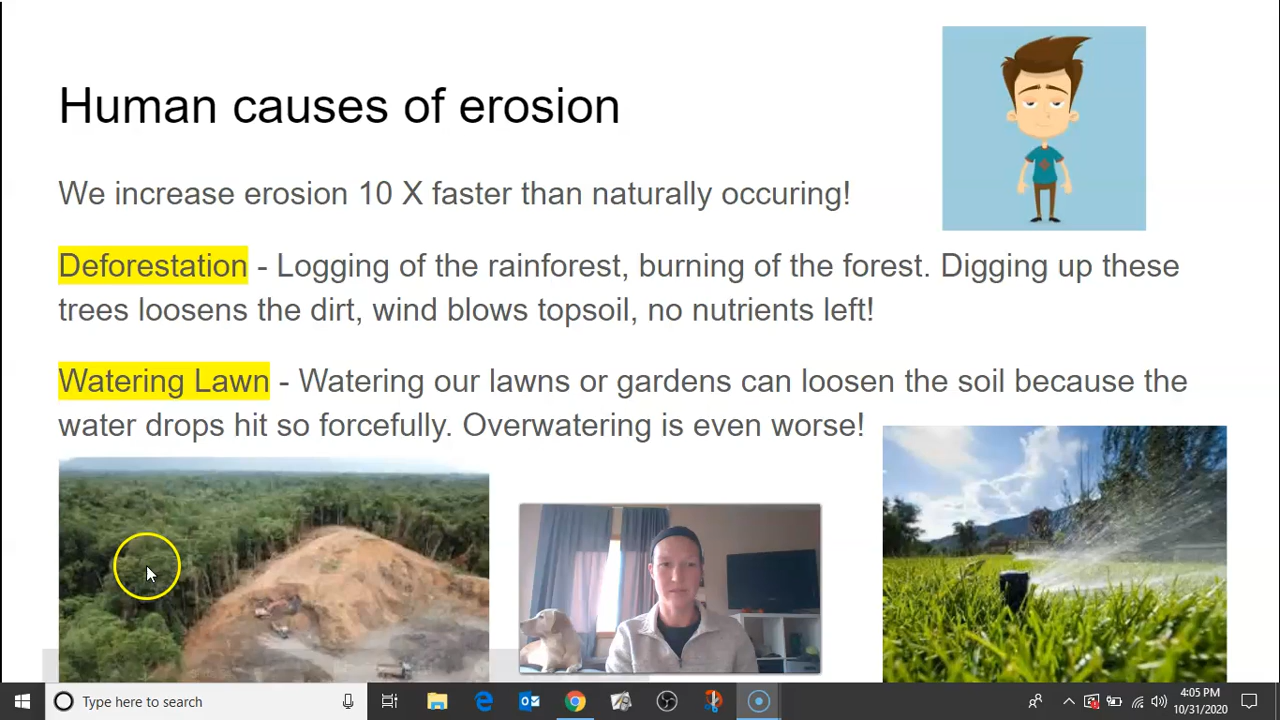 Human causes of erosion
We increase erosion 10 X faster than naturally occuring!
Deforestation - Logging of the rainforest, burning of the forest. Digging up these
trees loosens the dirt, wind blows topsoil, no nutrients left!
Watering Lawn - Watering our lawns or gardens can loosen the soil because the
water drops hit so forcefully. Overwatering is even worse!
Type here to search
4:05 PM
10/31/2020